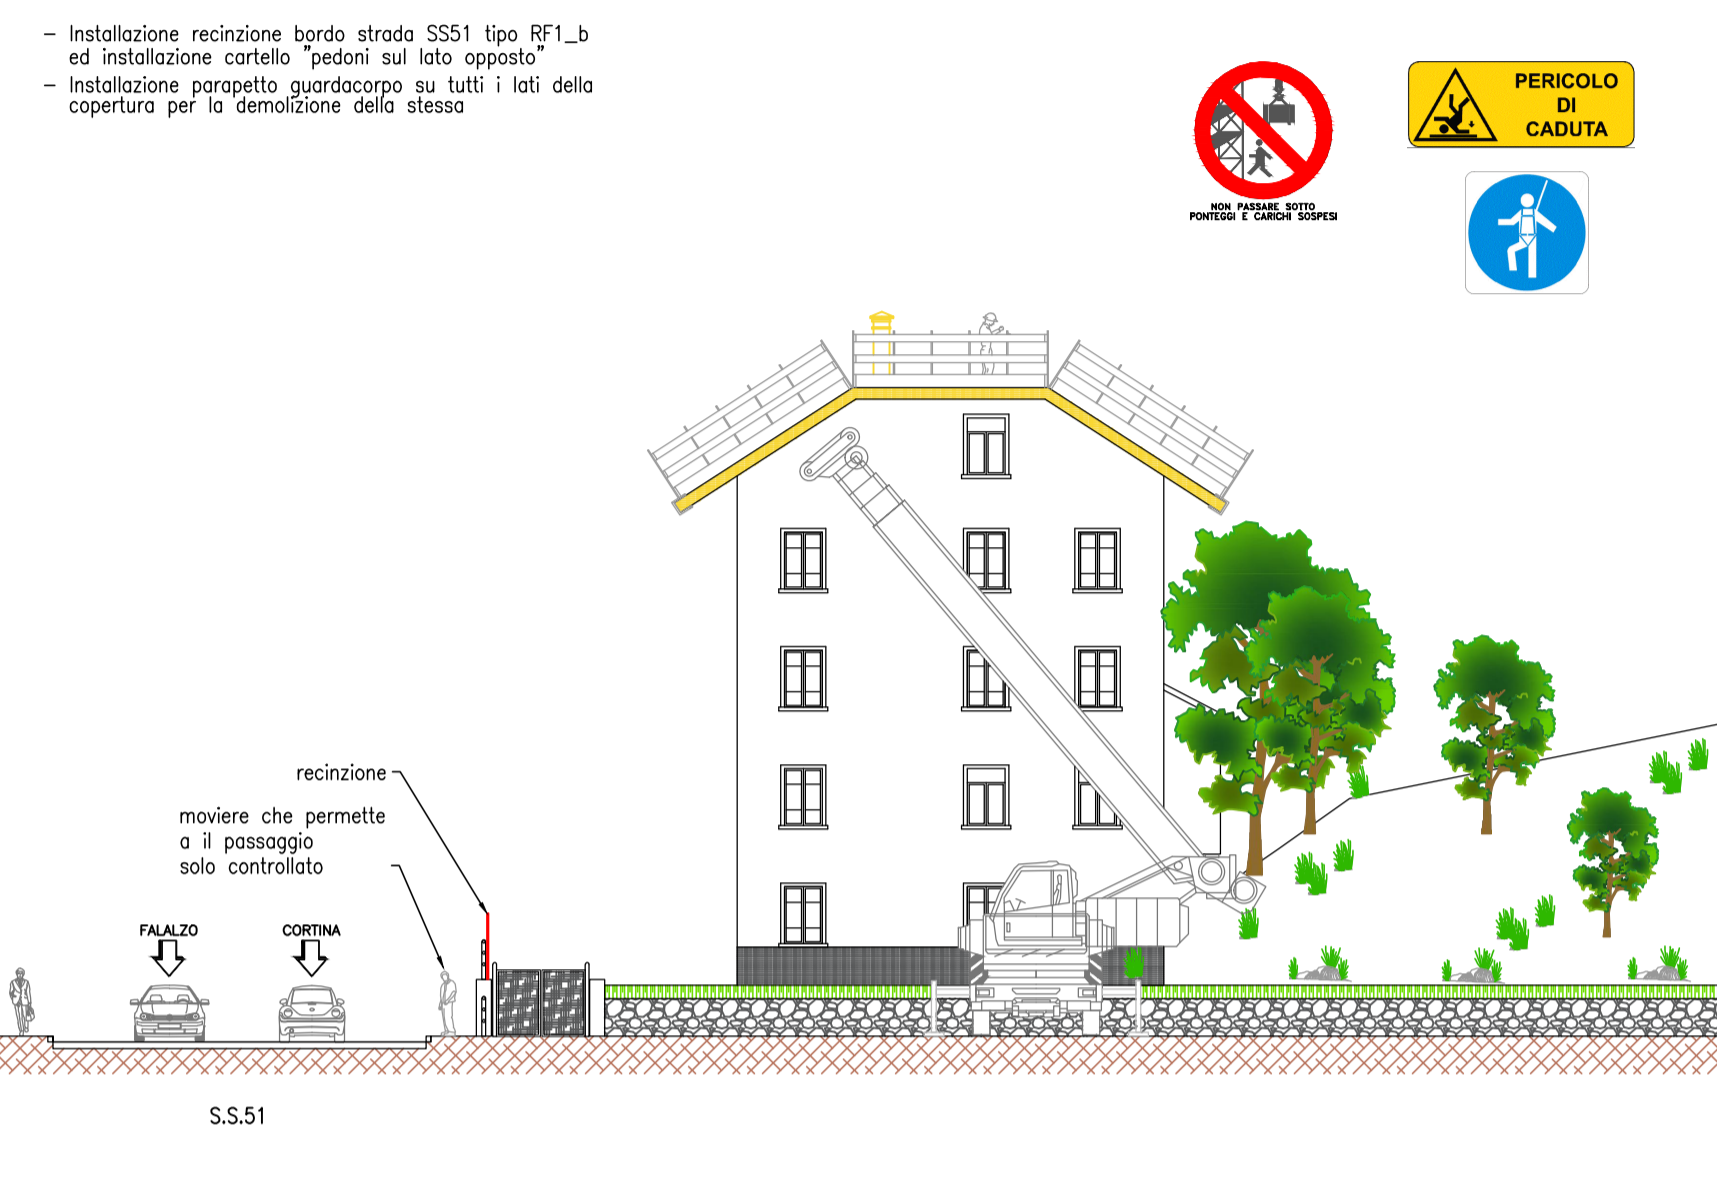 - Installazione recinzione bordo strada SS51 tipo RF1_b
ed installazione cartello "pedoni sul lato opposto"
- Installazione parapetto guardacorpo su tutti i lati della
copertura per la demolizione della stessa
NON PASSARE SOTTO
PONTEGGI E CARICHI SOSPESI
PERICOLO
DI
CADUTA
recinzione
moviere che permette
a il passaggio
solo controllato
FALALZO
CORTINA
S.S.51